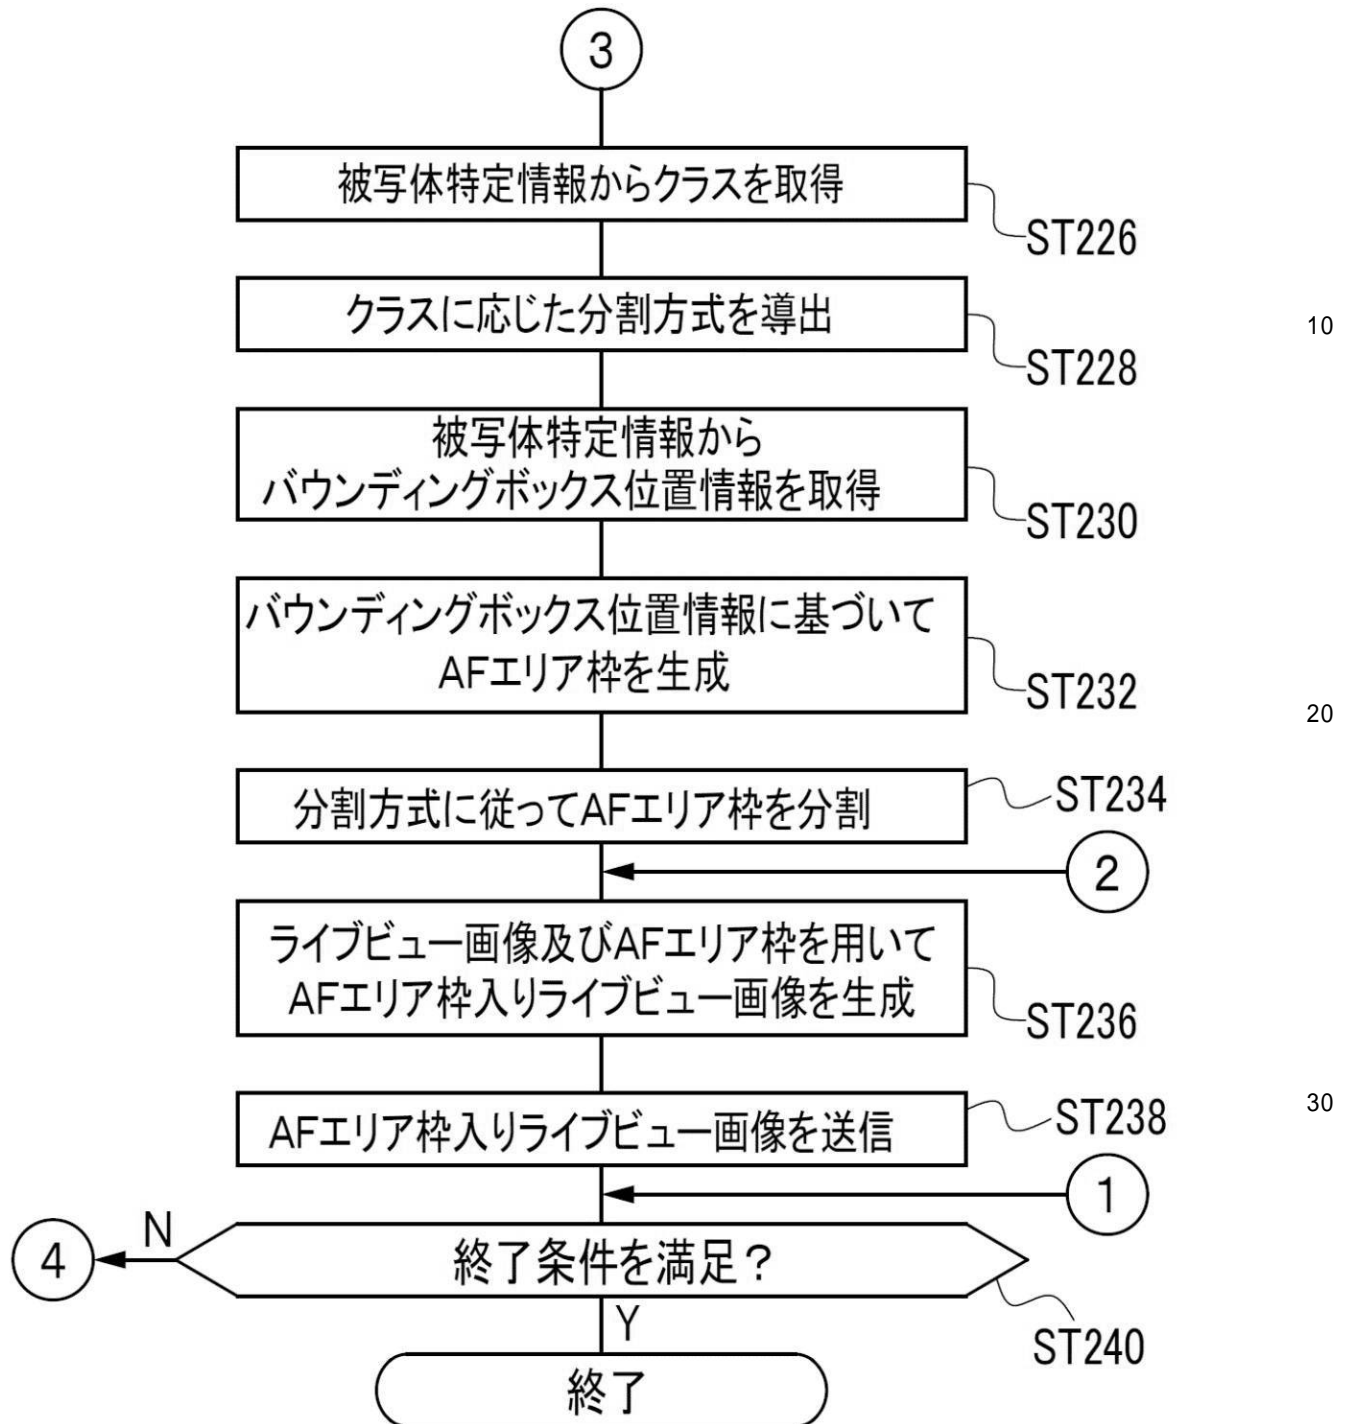 3
被写体特定情報からクラスを取得
ST226
クラスに応じた分割方式を導出
10
ST228
被写体特定情報から
バウンディングボックス位置情報を取得
ST230
バウンディングボックス位置情報に基づいて
AFエリア枠を生成
ST232
20
分割方式に従ってAFエリア枠を分割
ST234
2
ライブビュー画像及びAFエリア枠を用いて
AFエリア枠入りライブビュー画像を生成
ST236
AFエリア枠入りライブビュー画像を送信
ST238
30
1
4
N
終了条件を満足?
ST240
Y
終了